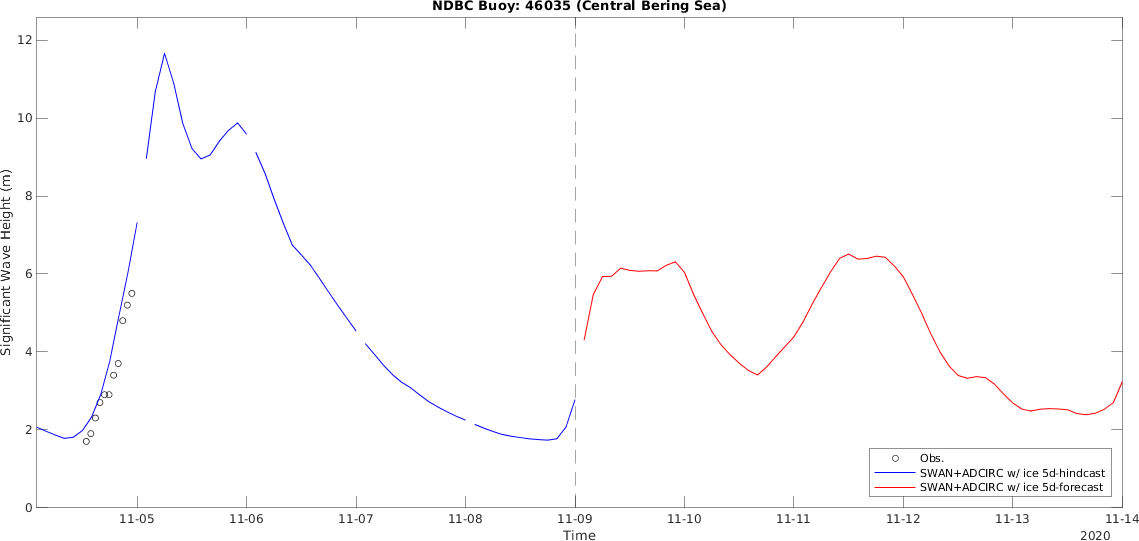 NDBC Buoy: 46035 (Central Bering Sea)
Significant Wave Height (m)
12
10
8
6
4
2
0
Obs.
SWAN+ADCIRC w/ ice 5d-hindcast
SWAN+ADCIRC w/ ice 5d-forecast
11-05 11-06 11-07 11-08 11-09 11-10 11-11 11-12 11-13 11-14
Time
2020